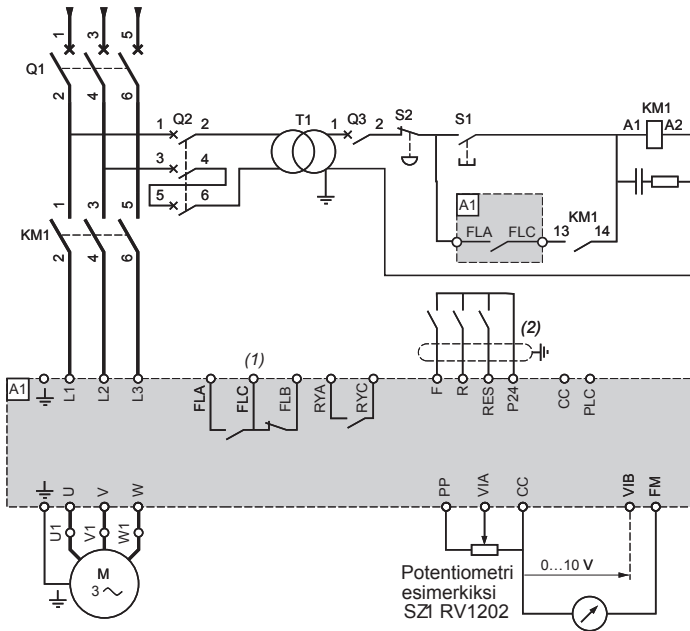 1 3 5
Q1
2 4 6
1 Q2 2
3 4
5 6
T1
1 Q3 2
S2
S1
KM1
A1 A2
A1
FLA FLC
KM1
13 14
1 3 5
KM1
2 4 6
(1)
(2)
A1
L1 L2 L3
FLA FLC FLB RYA RYC
F R RES P24 CC PLC
U V W
PP VIA CC VIB FM
U1 V1 W1
M
3
0...10 V
Potentiometri
esimerkiksi
SZ1 RV1202